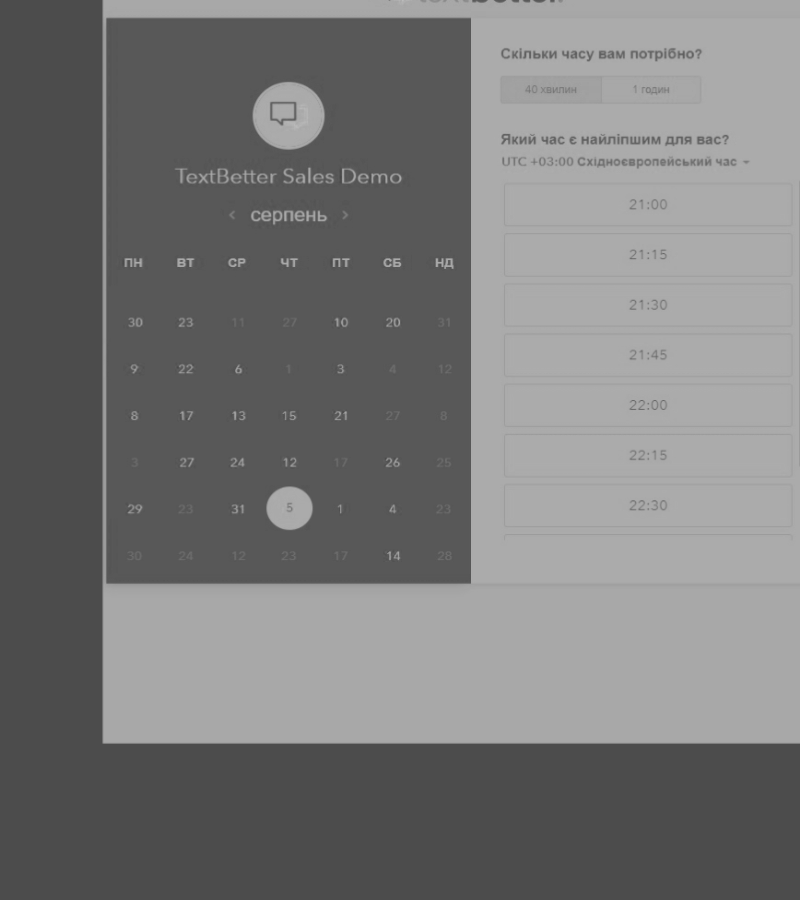 TextBetter Sales Demo
‹ серпень ›
ПН ВТ СР ЧТ ПТ СБ НД
30 23 11 27 10 20 31
9 22 6 1 3 4 12
8 17 13 15 21 27 8
3 27 24 12 17 26 25
29 23 31 5 1 4 23
30 24 12 23 17 14 28
Скільки часу вам потрібно?
40 хвилин 1 годин
Який час є найліпшим для вас?
UTC +03:00 Східноєвропейський час
21:00
21:15
21:30
21:45
22:00
22:15
22:30